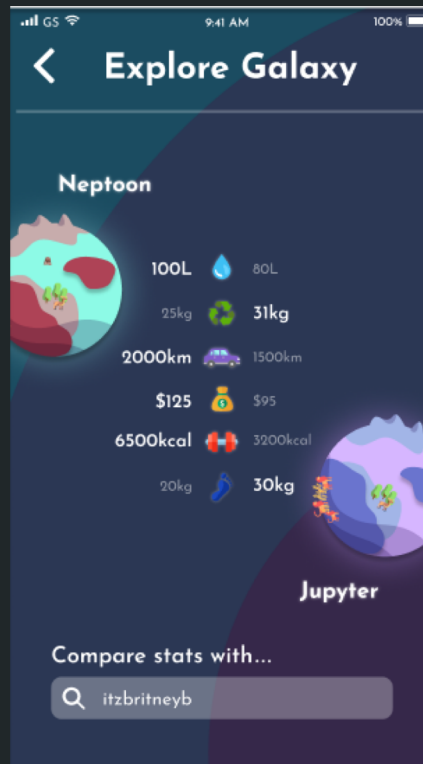 GS 9:41 AM 100%
Explore Galaxy
Neptoon
100L 80L
25kg 31kg
2000km 1500km
$125 $95
6500kcal 3200kcal
20kg 30kg
Jupyter
Compare stats with...
itzbritneyb